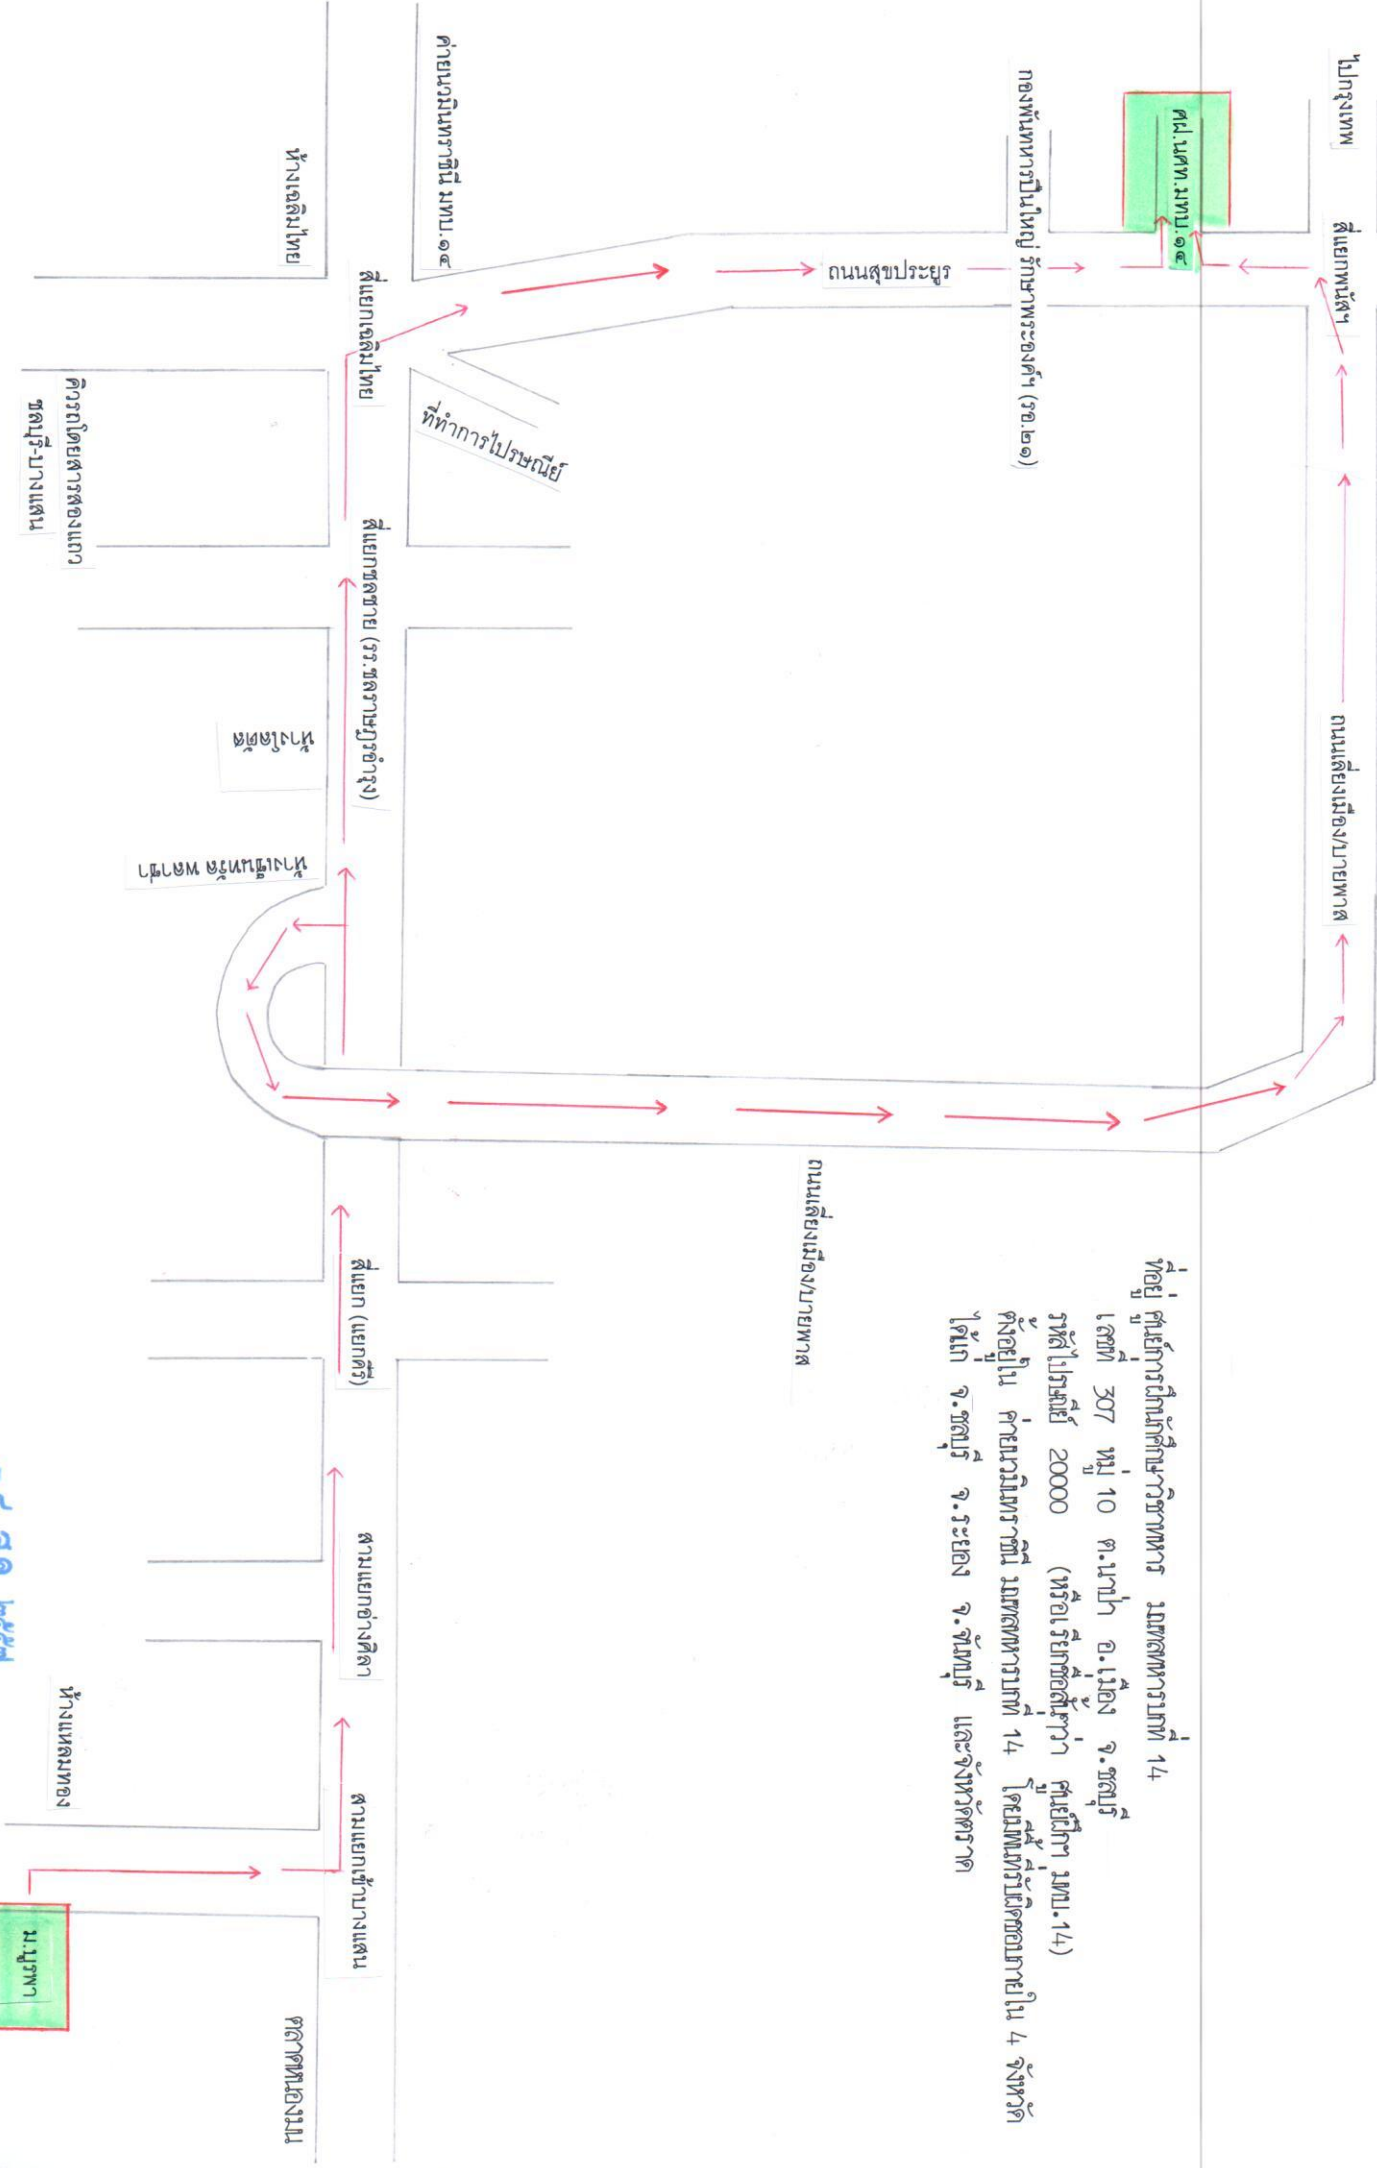 ไปกรุงเทพ
สี่แยกพนัสฯ
ถนนเลี่ยงเมือง/บายพาส
ศฝ.นศท.มทบ.๑๔
กองพันทหารปืนใหญ่ รักษาพระองค์ฯ (รอ.๒๑)
ถนนสุขประยูร
ที่อยู่ ศูนย์การฝึกนักศึกษาวิชาทหาร มณฑลทหารบกที่ 14
เลขที่ 307 หมู่ 10 ต.นาป่า อ.เมือง จ.ชลบุรี
รหัสไปรษณีย์ 20000 (หรือเรียกชื่อสั้นๆว่า ศูนย์ฝึกฯ มทบ.14)
ตั้งอยู่ใน ค่ายนวมินทราชินี มณฑลทหารบกที่ 14 โดยมีพื้นที่รับผิดชอบภายใน 4 จังหวัด
ได้แก่ จ.ชลบุรี จ.ระยอง จ.จันทบุรี และจังหวัดตราด
ถนนเลี่ยงเมือง/บายพาส
ค่ายนวมินทราชินี มทบ.๑๔
ที่ทำการไปรษณีย์
สี่แยกเฉลิมไทย
สี่แยกชลชาย (รร.ชลราษฎรอำรุง)
สี่แยก (แยกคีรี)
สามแยกอ่างศิลา
สามแยกเข้าบางแสน
ห้างเฉลิมไทย
ห้างโลตัส
ห้างเซ็นทรัล พลาซ่า
ตลาดหนองมน
คิวรถโดยสารสองแถว
ชลบุรี-บางแสน
ห้างแหลมทอง
ม.บูรพา